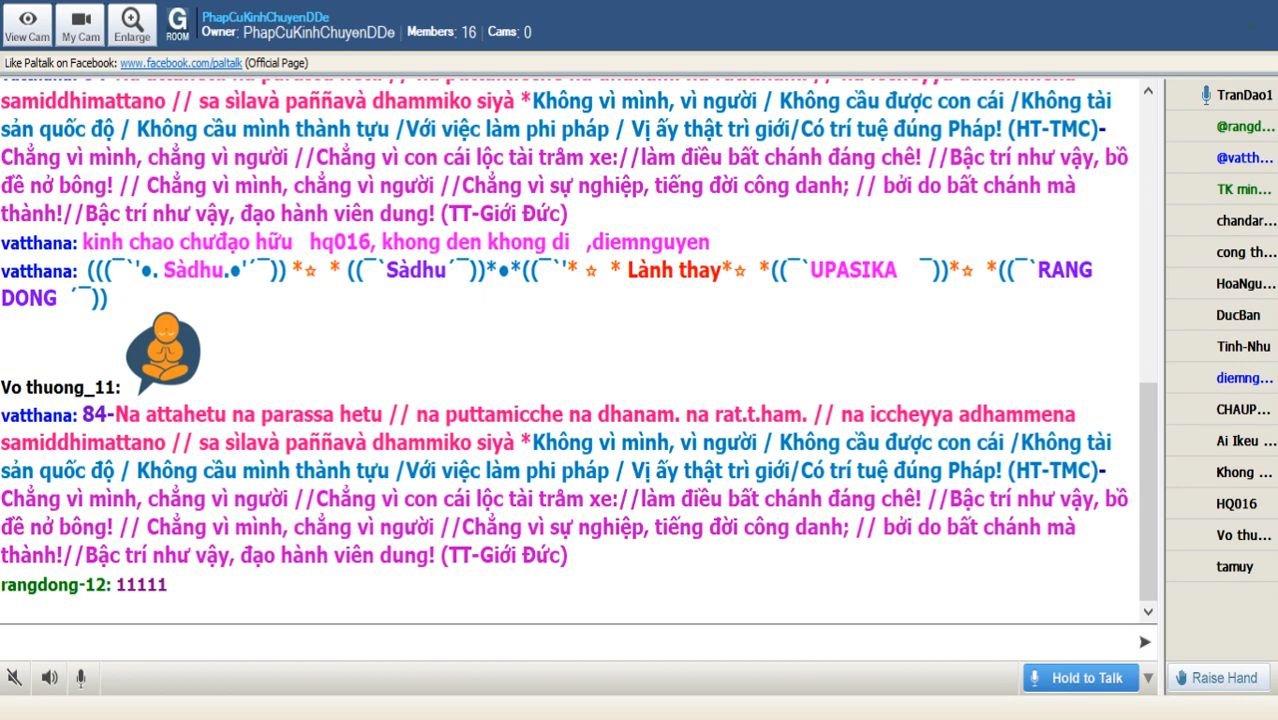 View Cam
My Cam
Enlarge
G
ROOM
PhapCuKinhChuyenDDe
Owner: PhapCuKinhChuyenDDe | Members: 16 | Cams: 0
Like Paltalk on Facebook: www.facebook.com/paltalk (Official Page)
samiddhimattano // sa sìlavà paññavà dhammiko siyà *Không vì mình, vì người / Không cầu được con cái /Không tài
sản quốc độ / Không cầu mình thành tựu /Với việc làm phi pháp / Vị ấy thật trì giới/Có trí tuệ đúng Pháp! (HT-TMC)-
Chẳng vì mình, chẳng vì người //Chẳng vì con cái lộc tài trâm xe://làm điều bất chánh đáng chê! //Bậc trí như vậy, bồ
đề nở bông! // Chẳng vì mình, chẳng vì người //Chẳng vì sự nghiệp, tiếng đời công danh; // bởi do bất chánh mà
thành!//Bậc trí như vậy, đạo hành viên dung! (TT-Giới Đức)
vatthana: kinh chao chưđạo hữu hq016, khong den khong di ,diemnguyen
vatthana: (((¯`'●. Sàdhu.●'´¯)) *☆ * ((¯`Sàdhu´¯))*●*((¯`'* ☆ * Lành thay*☆ *((¯`UPASIKA ¯))*☆ *((¯`RANG
DONG ´¯))
Vo thuong_11:
vatthana: 84-Na attahetu na parassa hetu // na puttamicche na dhanam. na rat.t.ham. // na iccheyya adhammena
samiddhimattano // sa sìlavà paññavà dhammiko siyà *Không vì mình, vì người / Không cầu được con cái /Không tài
sản quốc độ / Không cầu mình thành tựu /Với việc làm phi pháp / Vị ấy thật trì giới/Có trí tuệ đúng Pháp! (HT-TMC)-
Chẳng vì mình, chẳng vì người //Chẳng vì con cái lộc tài trâm xe://làm điều bất chánh đáng chê! //Bậc trí như vậy, bồ
đề nở bông! // Chẳng vì mình, chẳng vì người //Chẳng vì sự nghiệp, tiếng đời công danh; // bởi do bất chánh mà
thành!//Bậc trí như vậy, đạo hành viên dung! (TT-Giới Đức)
rangdong-12: 11111
TranDao1
@rangd...
@vatth...
TK min...
chandar...
cong th...
HoaNgu...
DucBan
Tinh-Nhu
diemng...
CHAUP...
Ai Ikeu ...
Khong ...
HQ016
Vo thu...
tamuy
Hold to Talk
Raise Hand